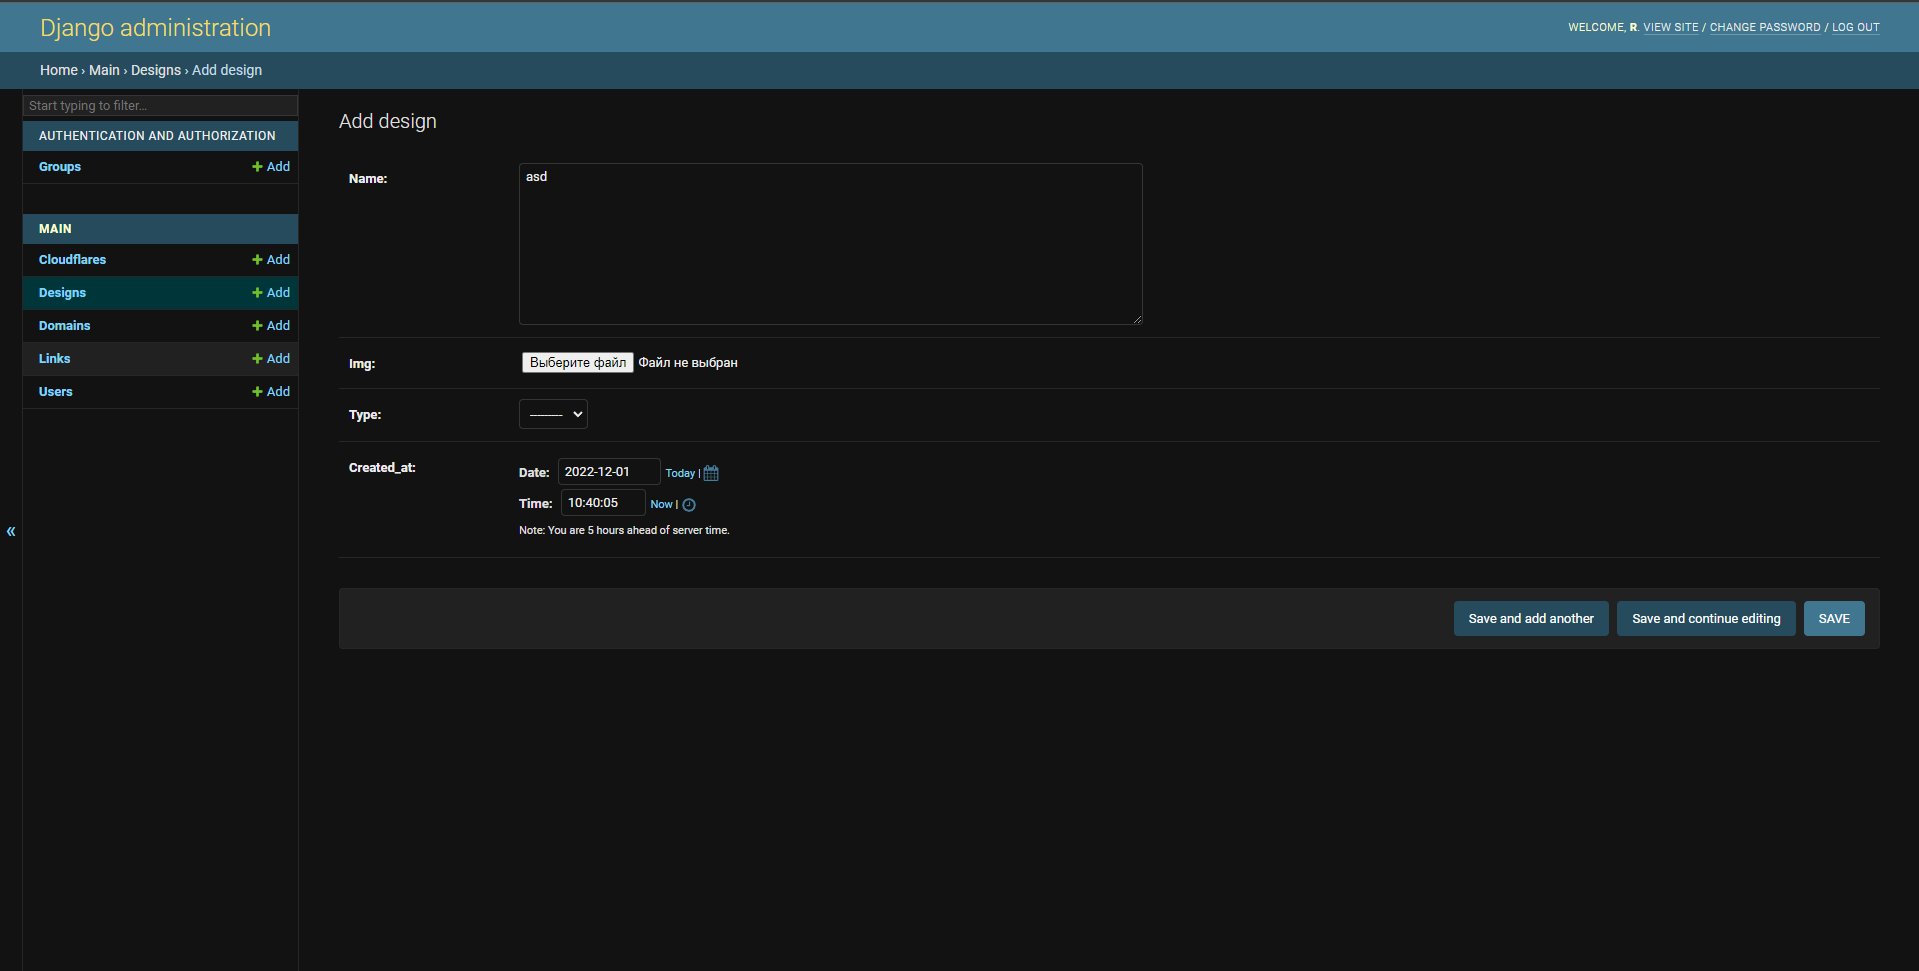 Django administration
WELCOME, R. VIEW SITE / CHANGE PASSWORD / LOG OUT
Home › Main › Designs › Add design
Start typing to filter...
AUTHENTICATION AND AUTHORIZATION
Groups + Add
MAIN
Cloudflares + Add
Designs + Add
Domains + Add
Links + Add
Users + Add
«
Add design
Name: asd
Img: Выберите файл Файл не выбран
Type: ---------
Created_at: Date: 2022-12-01 Today |
Time: 10:40:05 Now |
Note: You are 5 hours ahead of server time.
Save and add another Save and continue editing SAVE